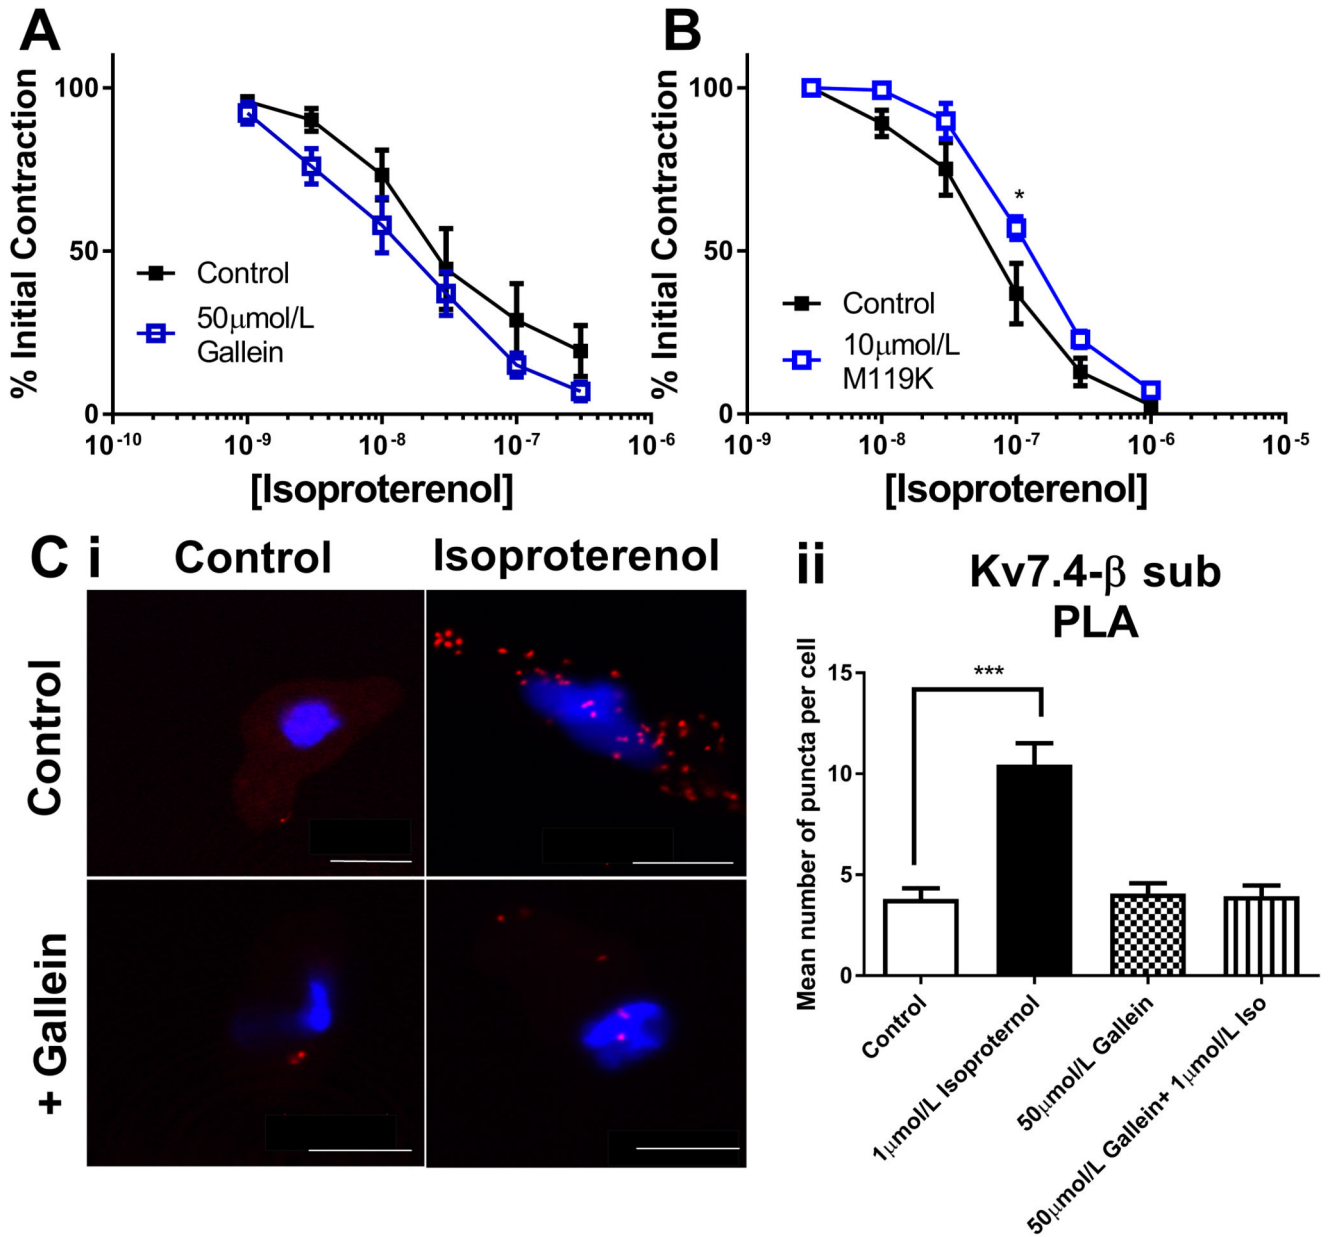 A
% Initial Contraction
100
50
0
Control
50μmol/L
Gallein
10-10
10-9
10-8
10-7
10-6
[Isoproterenol]
B
% Initial Contraction
100
50
0
*
Control
10μmol/L
M119K
10-9
10-8
10-7
10-6
10-5
[Isoproterenol]
C i
Control
Isoproterenol
Control
+ Gallein
ii
Kv7.4-β sub
PLA
Mean number of puncta per cell
15
10
5
0
***
Control
1μmol/L Isoproternol
50μmol/L Gallein
50μmol/L Gallein+ 1μmol/L Iso